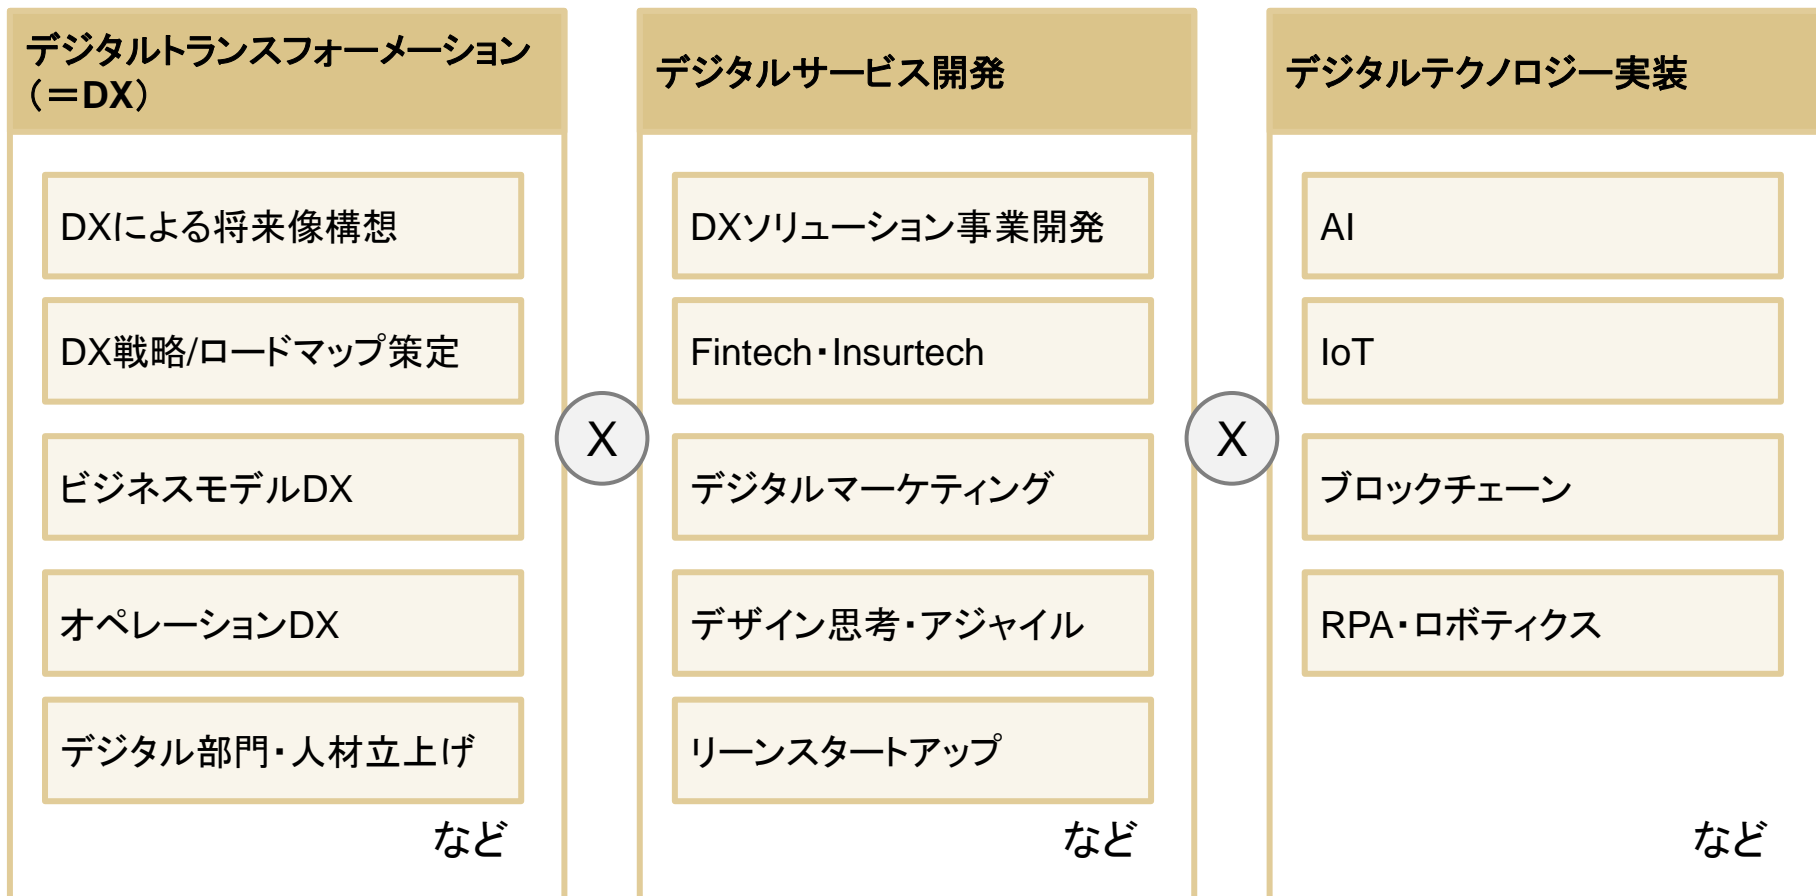 デジタルトランスフォーメーション
(=DX)
DXによる将来像構想
DX戦略/ロードマップ策定
ビジネスモデルDX
オペレーションDX
デジタル部門・人材立上げ
など
X
デジタルサービス開発
DXソリューション事業開発
Fintech・Insurtech
デジタルマーケティング
デザイン思考・アジャイル
リーンスタートアップ
など
X
デジタルテクノロジー実装
AI
IoT
ブロックチェーン
RPA・ロボティクス
など